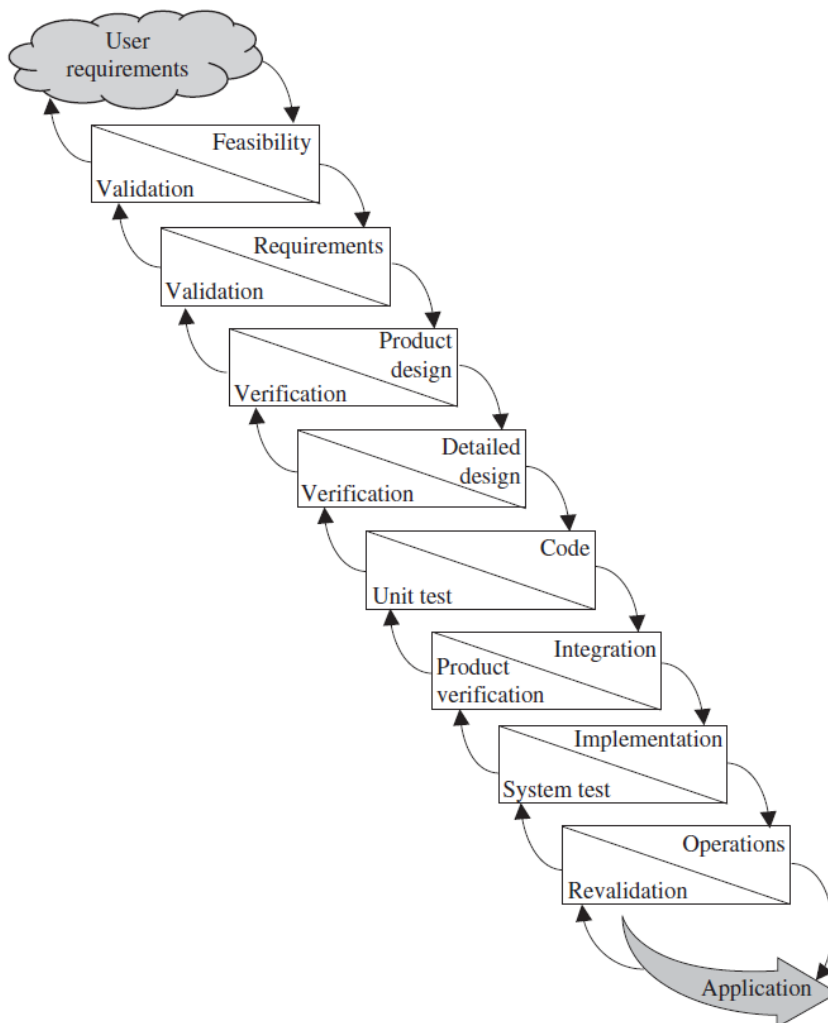 User
requirements
Feasibility
Validation
Requirements
Validation
Product
design
Verification
Detailed
design
Verification
Code
Unit test
Integration
Product
verification
Implementation
System test
Operations
Revalidation
Application